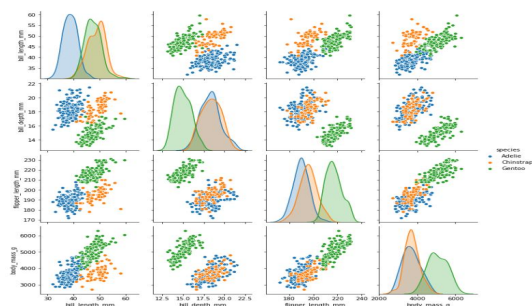 bill_length_mm
60
55
50
45
40
35
bill_depth_mm
22
20
18
16
14
flipper_length_mm
230
220
210
200
190
180
170
body_mass_g
6000
5000
4000
3000
30 40 50 60
bill_length_mm
12.5 15.0 17.5 20.0 22.5
bill_depth_mm
180 200 220 240
flipper_length_mm
2000 4000 6000
body_mass_g
species
Adelie
Chinstrap
Gentoo